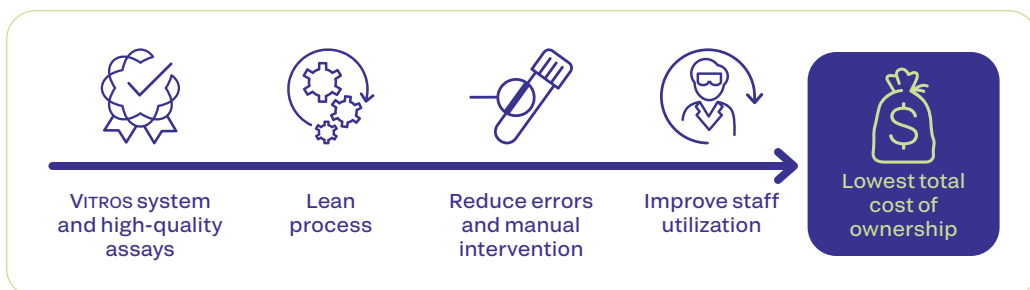 VITROS system
and high-quality
assays
Lean
process
Reduce errors
and manual
intervention
Improve staff
utilization
$
Lowest total
cost of
ownership